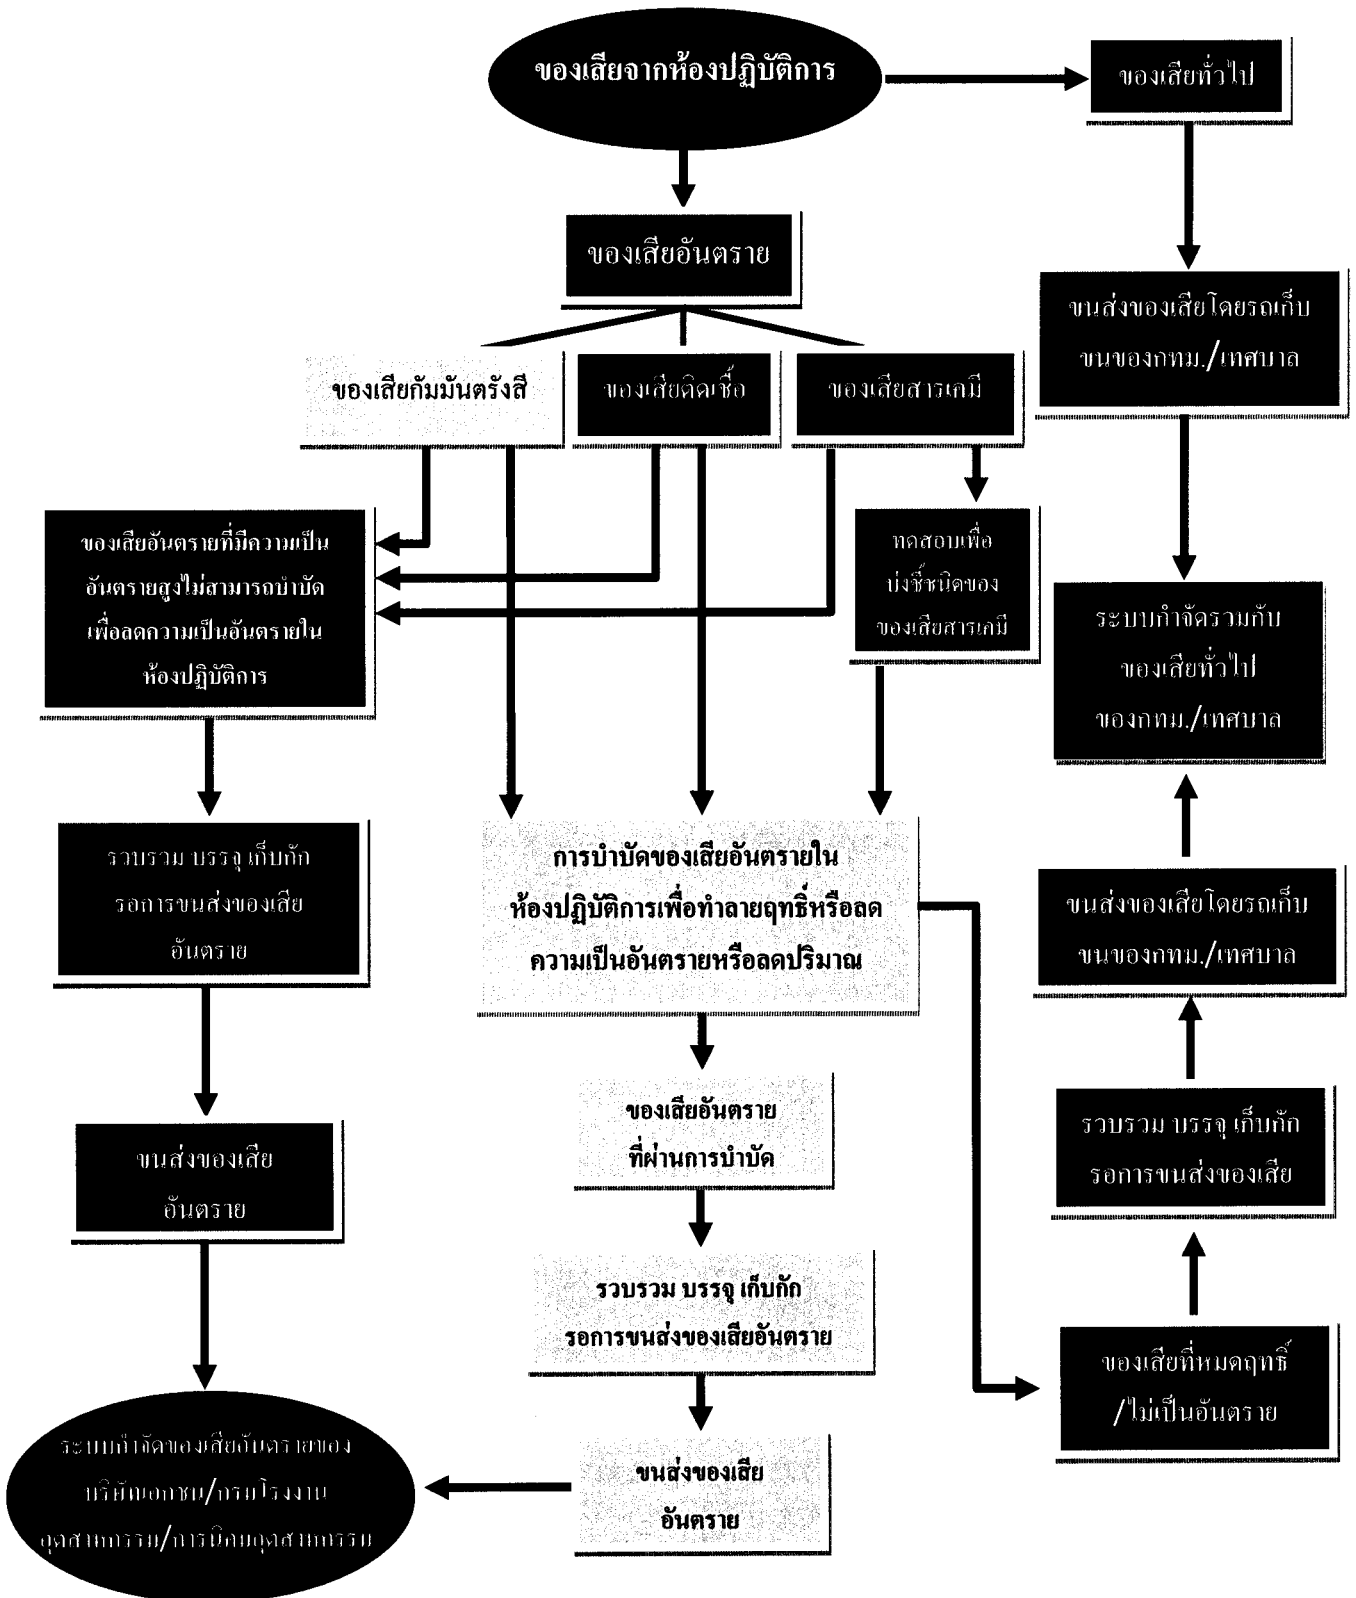 ของเสียจากห้องปฏิบัติการ
ของเสียทั่วไป
ของเสียอันตราย
ขนส่งของเสียโดยรถเก็บ
ขนของกทม./เทศบาล
ของเสียกัมมันตรังสี
ของเสียติดเชื้อ
ของเสียสารเคมี
ของเสียอันตรายที่มีความเป็น
อันตรายสูงไม่สามารถบำบัด
เพื่อลดความเป็นอันตรายใน
ห้องปฏิบัติการ
ทดสอบเพื่อ
บ่งชี้ชนิดของ
ของเสียสารเคมี
ระบบกำจัดรวมกับ
ของเสียทั่วไป
ของกทม./เทศบาล
รวบรวม บรรจุ เก็บกัก
รอการขนส่งของเสีย
อันตราย
การบำบัดของเสียอันตรายใน
ห้องปฏิบัติการเพื่อทำลายฤทธิ์หรือลด
ความเป็นอันตรายหรือลดปริมาณ
ขนส่งของเสียโดยรถเก็บ
ขนของกทม./เทศบาล
ของเสียอันตราย
ที่ผ่านการบำบัด
รวบรวม บรรจุ เก็บกัก
รอการขนส่งของเสีย
ขนส่งของเสีย
อันตราย
รวบรวม บรรจุ เก็บกัก
รอการขนส่งของเสียอันตราย
ของเสียที่หมดฤทธิ์
/ไม่เป็นอันตราย
ระบบกำจัดของเสียอันตรายของ
บริษัทเอกชน/กรมโรงงาน
อุตสาหกรรม/การนิคมอุตสาหกรรม
ขนส่งของเสีย
อันตราย